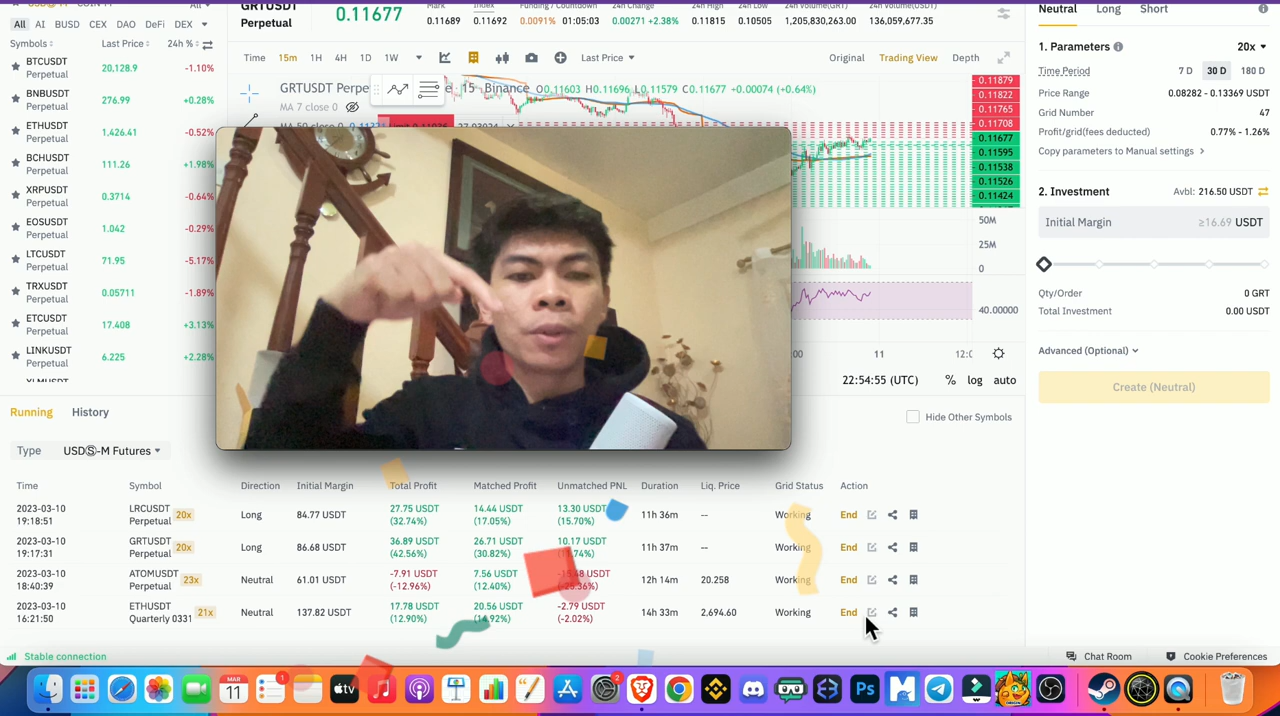 All AI BUSD CEX DAO DeFi DEX
Symbols Last Price 24h %
BTCUSDT
Perpetual 20,128.9 -1.10%
BNBUSDT
Perpetual 276.99 +0.28%
ETHUSDT
Perpetual 1,426.41 -0.52%
BCHUSDT
Perpetual 111.26 +1.98%
XRPUSDT
Perpetual 0.3714 -0.64%
EOSUSDT
Perpetual 1.042 -0.29%
LTCUSDT
Perpetual 71.95 -5.17%
TRXUSDT
Perpetual 0.05711 -1.89%
ETCUSDT
Perpetual 17.408 +3.13%
LINKUSDT
Perpetual 6.225 +2.28%
GRTUSDT
Perpetual
0.11677
Mark Index Funding / Countdown 24h Change 24h High 24h Low
0.11689 0.11692 0.0091% 01:05:03 0.00271 +2.38% 0.11815 0.10505 1,205,830,263.00 136,059,677.35
Time 15m 1H 4H 1D 1W Last Price Original Trading View Depth
GRTUSDT Perpe e · 15 · Binance O0.11603 H0.11696 L0.11579 C0.11677 +0.00074 (+0.64%)
MA 7 close 0
0.11879
0.11822
0.11765
0.11708
0.11677
0.11595
0.11538
0.11526
0.11424
50M
25M
0
40.00000
:00 11 12:0
22:54:55 (UTC) % log auto
Neutral Long Short
1. Parameters 20x
Time Period 7 D 30 D 180 D
Price Range 0.08282 - 0.13369 USDT
Grid Number 47
Profit/grid(fees deducted) 0.77% - 1.26%
Copy parameters to Manual settings
2. Investment Avbl: 216.50 USDT
Initial Margin ≥16.69 USDT
Qty/Order 0 GRT
Total Investment 0.00 USDT
Advanced (Optional)
Create (Neutral)
Running History
Hide Other Symbols
Type USDⓈ-M Futures
Time Symbol Direction Initial Margin Total Profit Matched Profit Unmatched PNL Duration Liq. Price Grid Status Action
2023-03-10 LRCUSDT 27.75 USDT 14.44 USDT 13.30 USDT
19:18:51 Perpetual 20x Long 84.77 USDT (32.74%) (17.05%) (15.70%) 11h 36m -- Working End
2023-03-10 GRTUSDT 36.89 USDT 26.71 USDT 10.17 USDT
19:17:31 Perpetual 20x Long 86.68 USDT (42.56%) (30.82%) 11h 37m -- Working End
2023-03-10 ATOMUSDT -7.91 USDT 7.56 USDT USDT
18:40:39 Perpetual 23x Neutral 61.01 USDT (-12.96%) (12.40%) 12h 14m 20.258 Working End
2023-03-10 ETHUSDT 17.78 USDT 20.56 USDT -2.79 USDT
16:21:50 Quarterly 0331 21x Neutral 137.82 USDT (12.90%) (14.92%) (-2.02%) 14h 33m 2,694.60 Working End
Stable connection Chat Room Cookie Preferences
MAR
11
1
tv
2
Ps